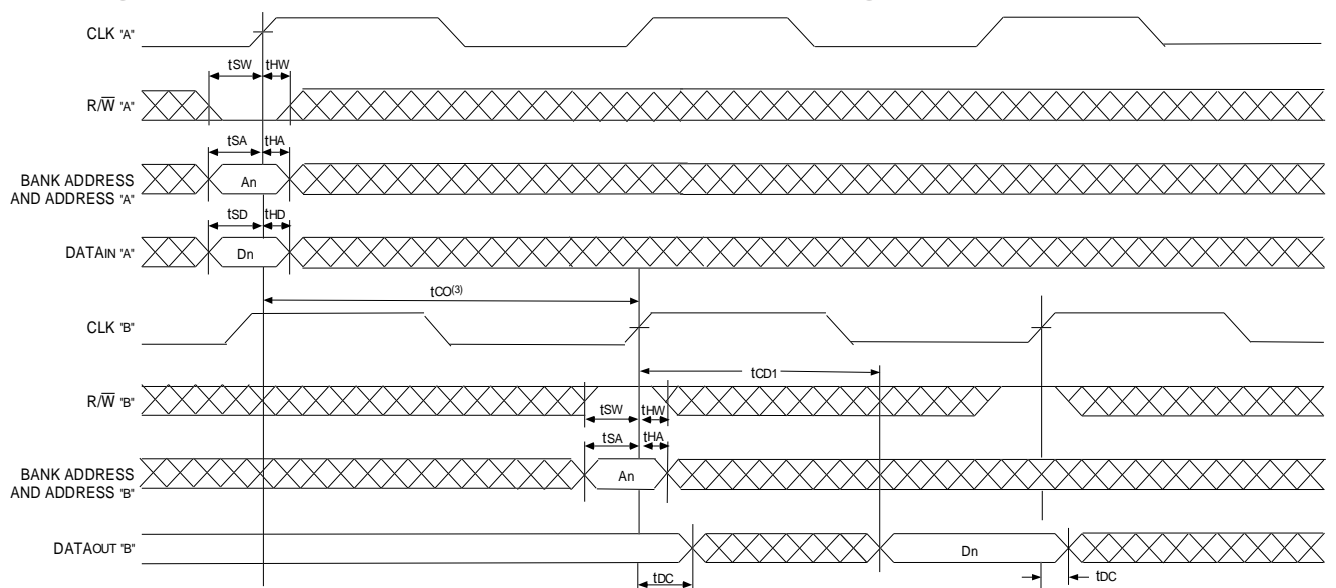 CLK "A"
tSW tHW
R/W̅ "A"
tSA tHA
BANK ADDRESS
AND ADDRESS "A"
An
tSD tHD
DATAIN "A"
Dn
tCO(3)
CLK "B"
tCD1
R/W̅ "B"
tSW tHW
tSA tHA
BANK ADDRESS
AND ADDRESS "B"
An
DATAOUT "B"
Dn
tDC
tDC